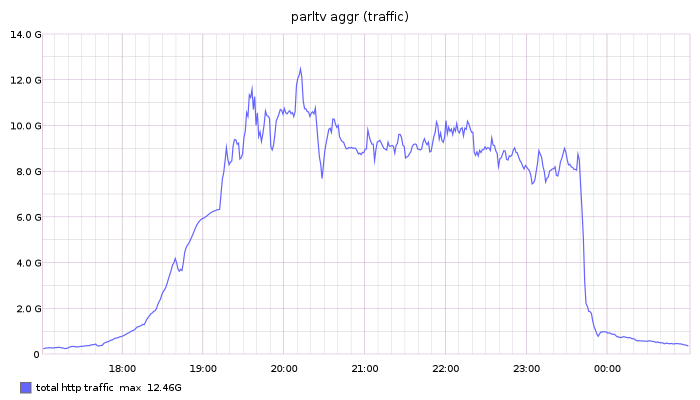 parltv aggr (traffic)
14.0 G
12.0 G
10.0 G
8.0 G
6.0 G
4.0 G
2.0 G
0
18:00 19:00 20:00 21:00 22:00 23:00 00:00
total http traffic max 12.46G